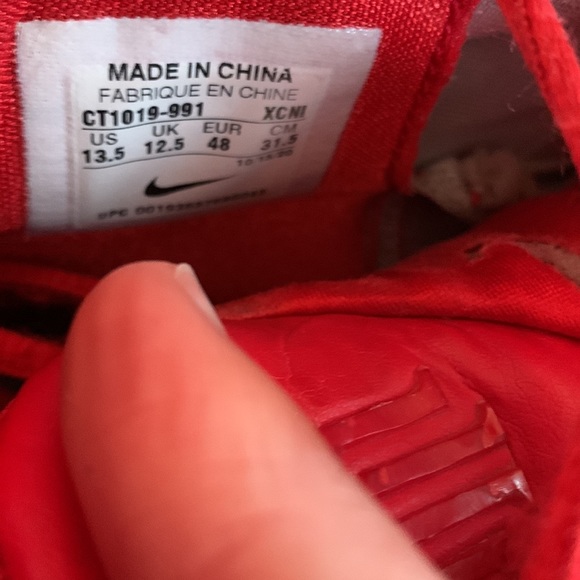 MADE IN CHINA
FABRIQUE EN CHINE
CT1019-991 XCNI
US UK EUR CM
13.5 12.5 48 31.5
UPC